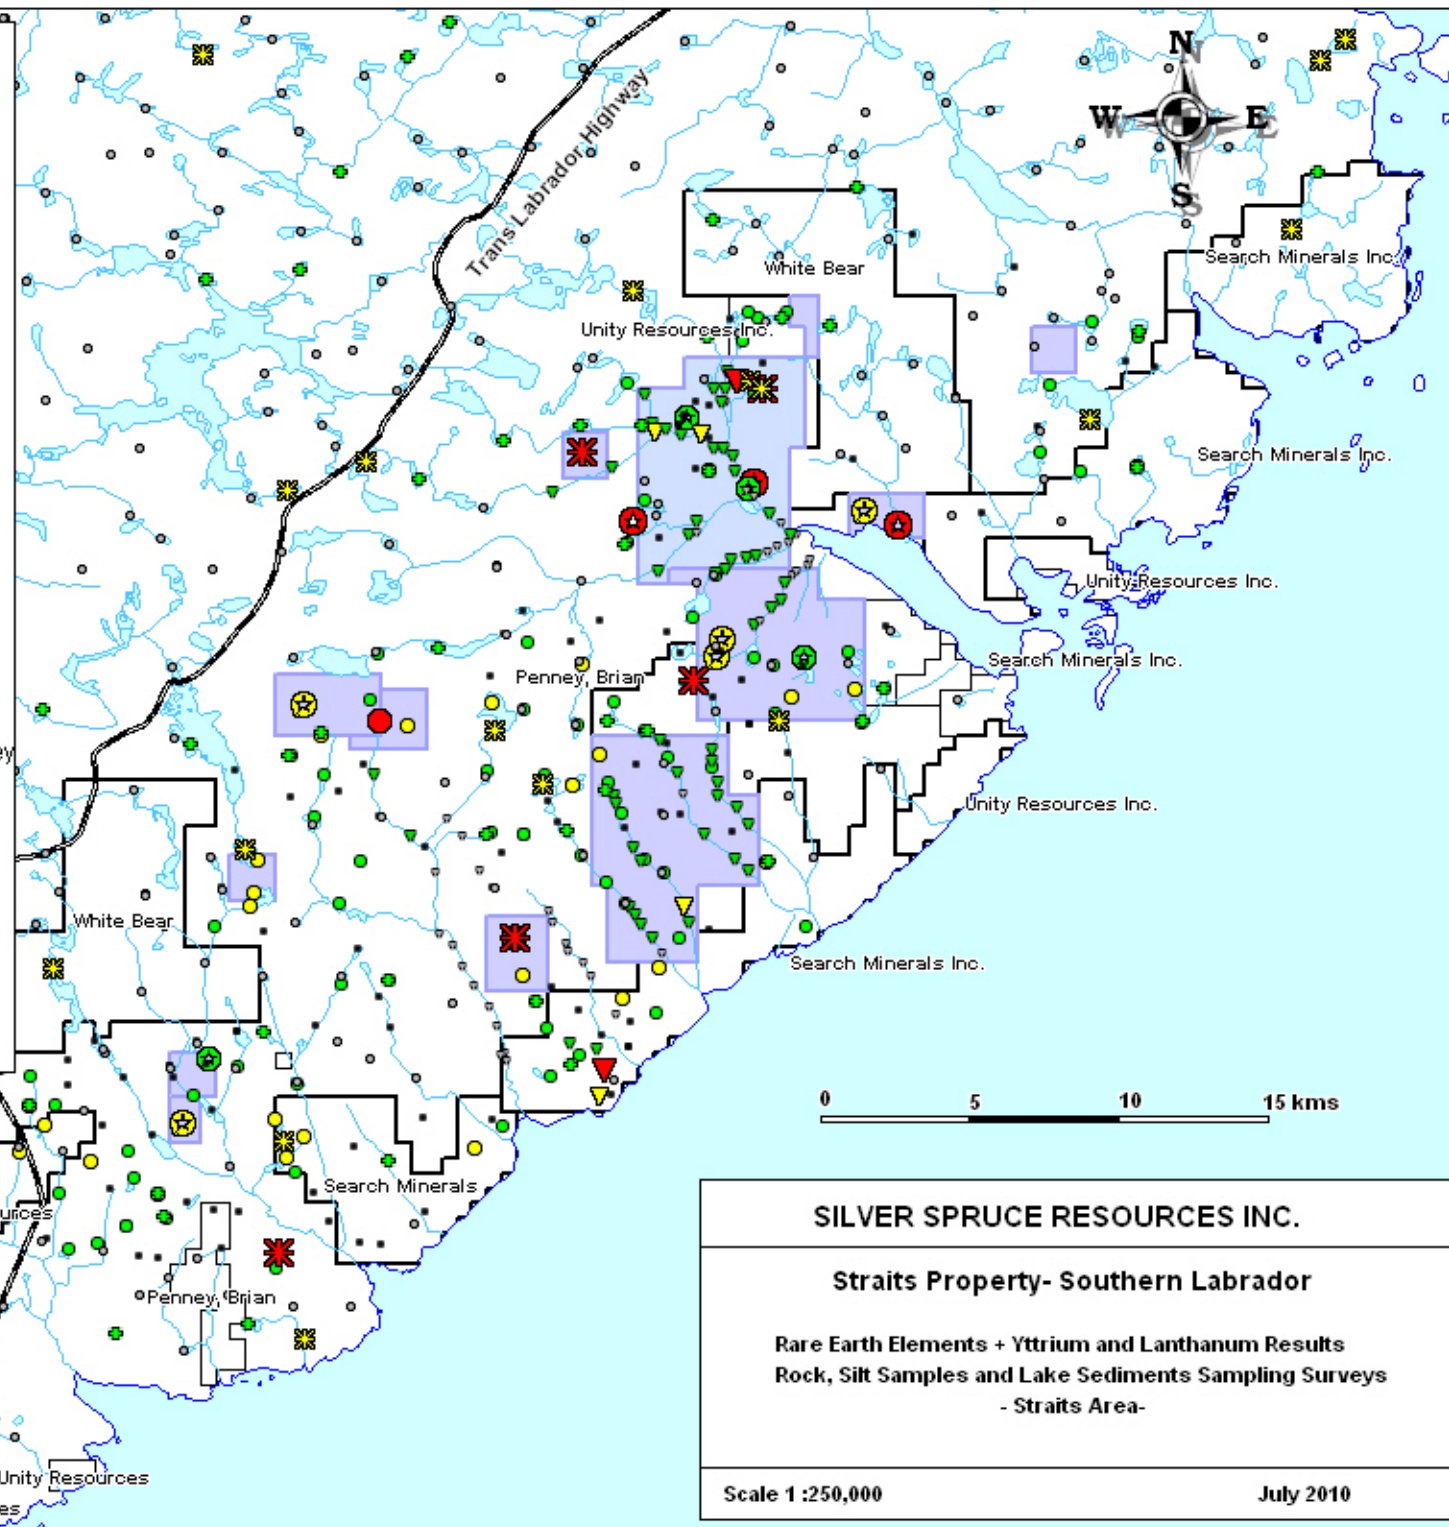 N
W
E
S
Trans Labrador Highway
Search Minerals Inc.
White Bear
Unity Resources Inc.
Search Minerals Inc.
Unity Resources Inc.
Search Minerals Inc.
Penney, Brian
ey
Unity Resources Inc.
White Bear
Search Minerals Inc.
0 5 10 15 kms
Search Minerals
urces
Penney, Brian
SILVER SPRUCE RESOURCES INC.
Straits Property- Southern Labrador
Rare Earth Elements + Yttrium and Lanthanum Results
Rock, Silt Samples and Lake Sediments Sampling Surveys
- Straits Area-
Unity Resources
es
Scale 1 :250,000 July 2010